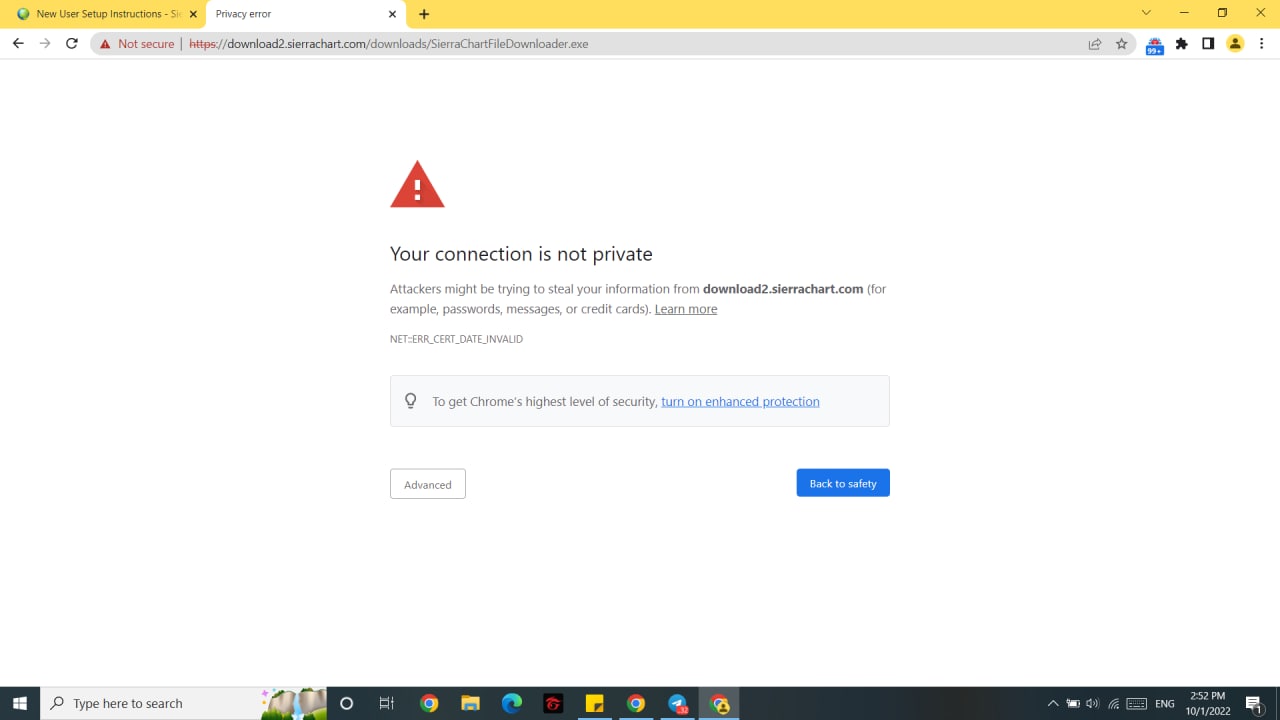 New User Setup Instructions - Sie
Privacy error
Not secure
https://download2.sierrachart.com/downloads/SierraChartFileDownloader.exe
99+
Your connection is not private
Attackers might be trying to steal your information from download2.sierrachart.com (for
example, passwords, messages, or credit cards). Learn more
NET::ERR_CERT_DATE_INVALID
To get Chrome's highest level of security, turn on enhanced protection
Advanced
Back to safety
Type here to search
32
ENG
2:52 PM
10/1/2022
1